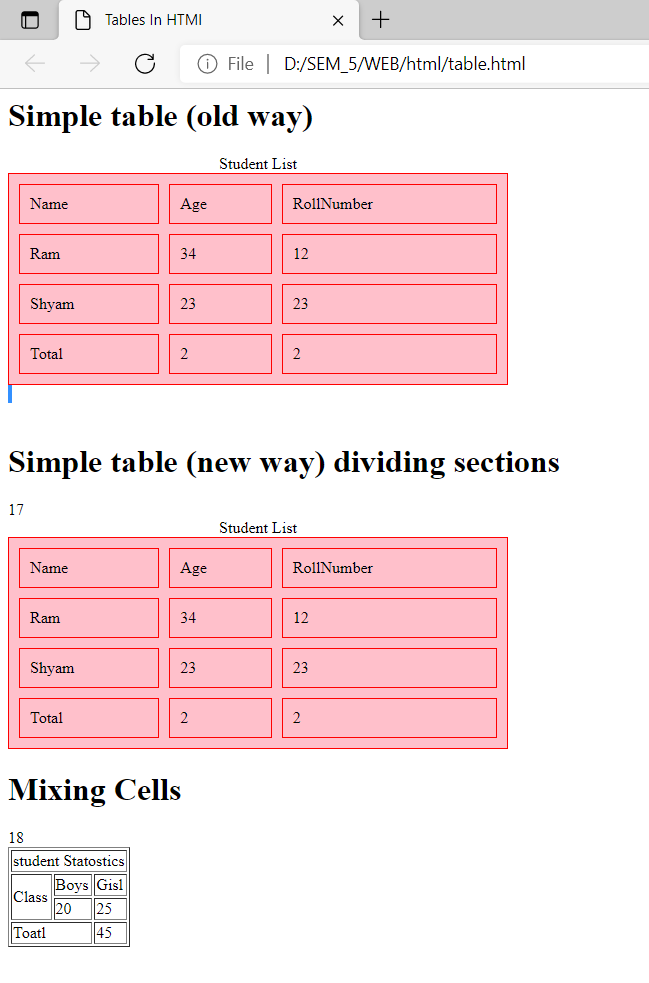 Tables In HTMl
File | D:/SEM_5/WEB/html/table.html
Simple table (old way)
Student List
Name Age RollNumber
Ram 34 12
Shyam 23 23
Total 2 2
Simple table (new way) dividing sections
17
Student List
Name Age RollNumber
Ram 34 12
Shyam 23 23
Total 2 2
Mixing Cells
18
student Statostics
Class Boys Gisl
20 25
Toatl 45